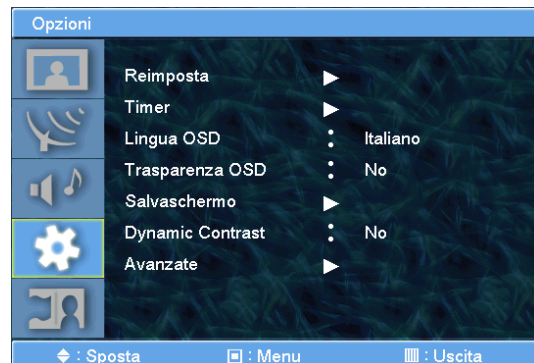 Opzioni
Reimposta
Timer
Lingua OSD : Italiano
Trasparenza OSD : No
Salvaschermo
Dynamic Contrast : No
Avanzate
: Sposta : Menu : Uscita